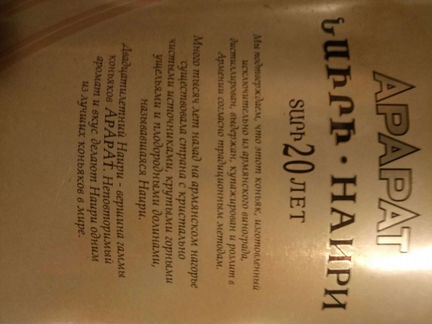 АРАРАТ
ՆԱԻՐԻ · НАИРИ
ՏԱՐԻ 20 ЛЕТ
Мы подтверждаем, что этот коньяк, изготовленный
исключительно из армянского винограда,
дистиллирован, выдержан, купажирован и розлит в
Армении согласно традиционным методам.
Много тысяч лет назад на армянском нагорье
существовала страна с кристально
чистыми источниками, крутыми горными
ущельями и плодородными долинами,
называвшаяся Наири.
Двадцатилетний Наири - вершина гаммы
коньяков АРАРАТ. Неповторимый
аромат и вкус делают Наири одним
из лучших коньяков в мире.